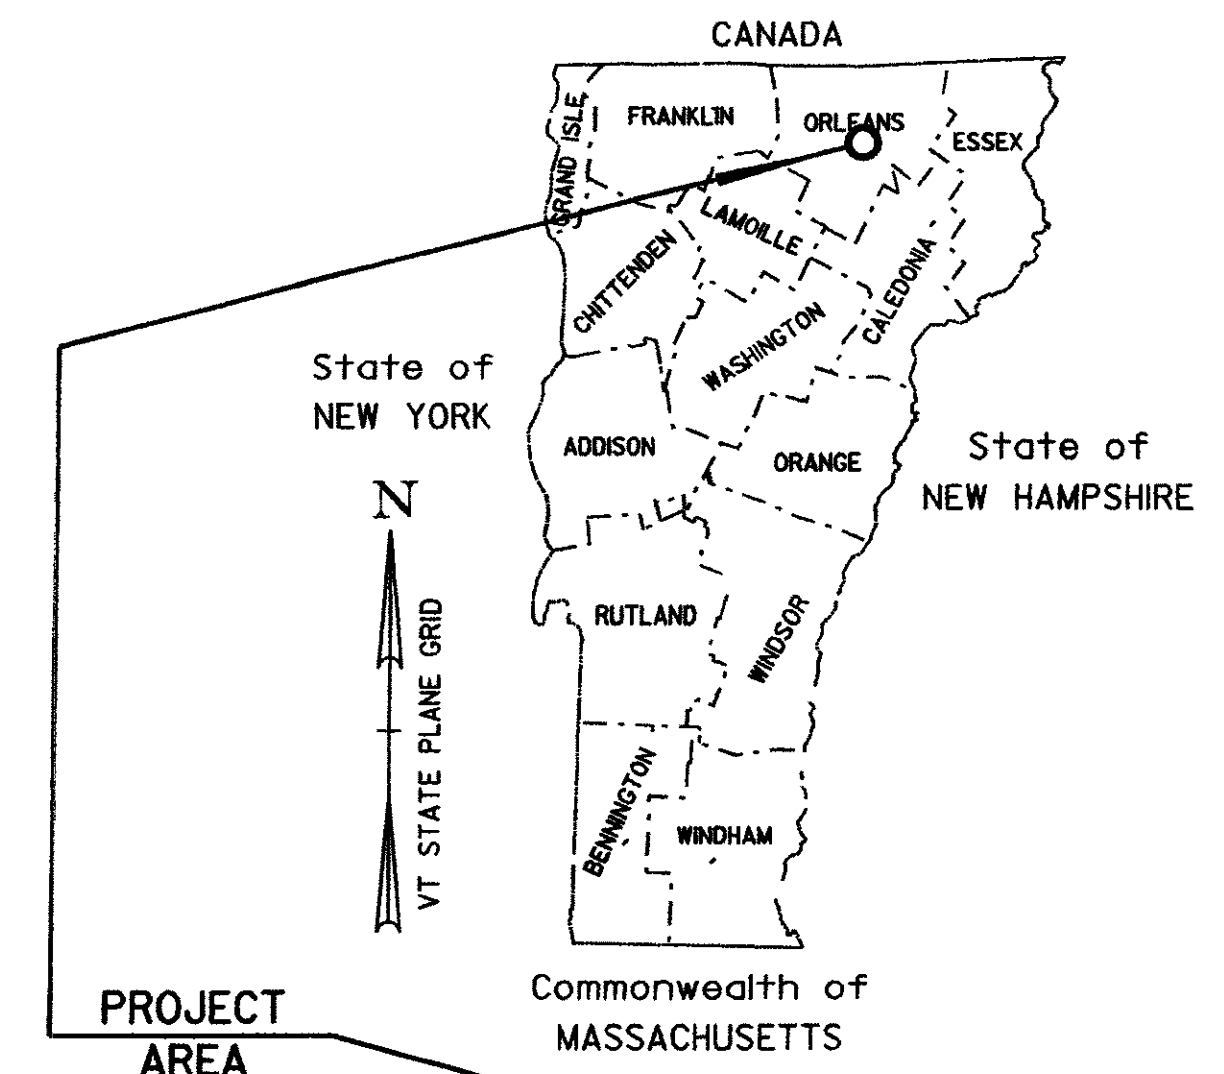 CANADA
GRAND ISLE
FRANKLIN
ORLEANS
ESSEX
LAMOILLE
CHITTENDEN
CALEDONIA
WASHINGTON
State of
NEW YORK
ADDISON
ORANGE
State of
NEW HAMPSHIRE
N
VT STATE PLANE GRID
RUTLAND
WINDSOR
BENNINGTON
WINDHAM
Commonwealth of
MASSACHUSETTS
PROJECT
AREA